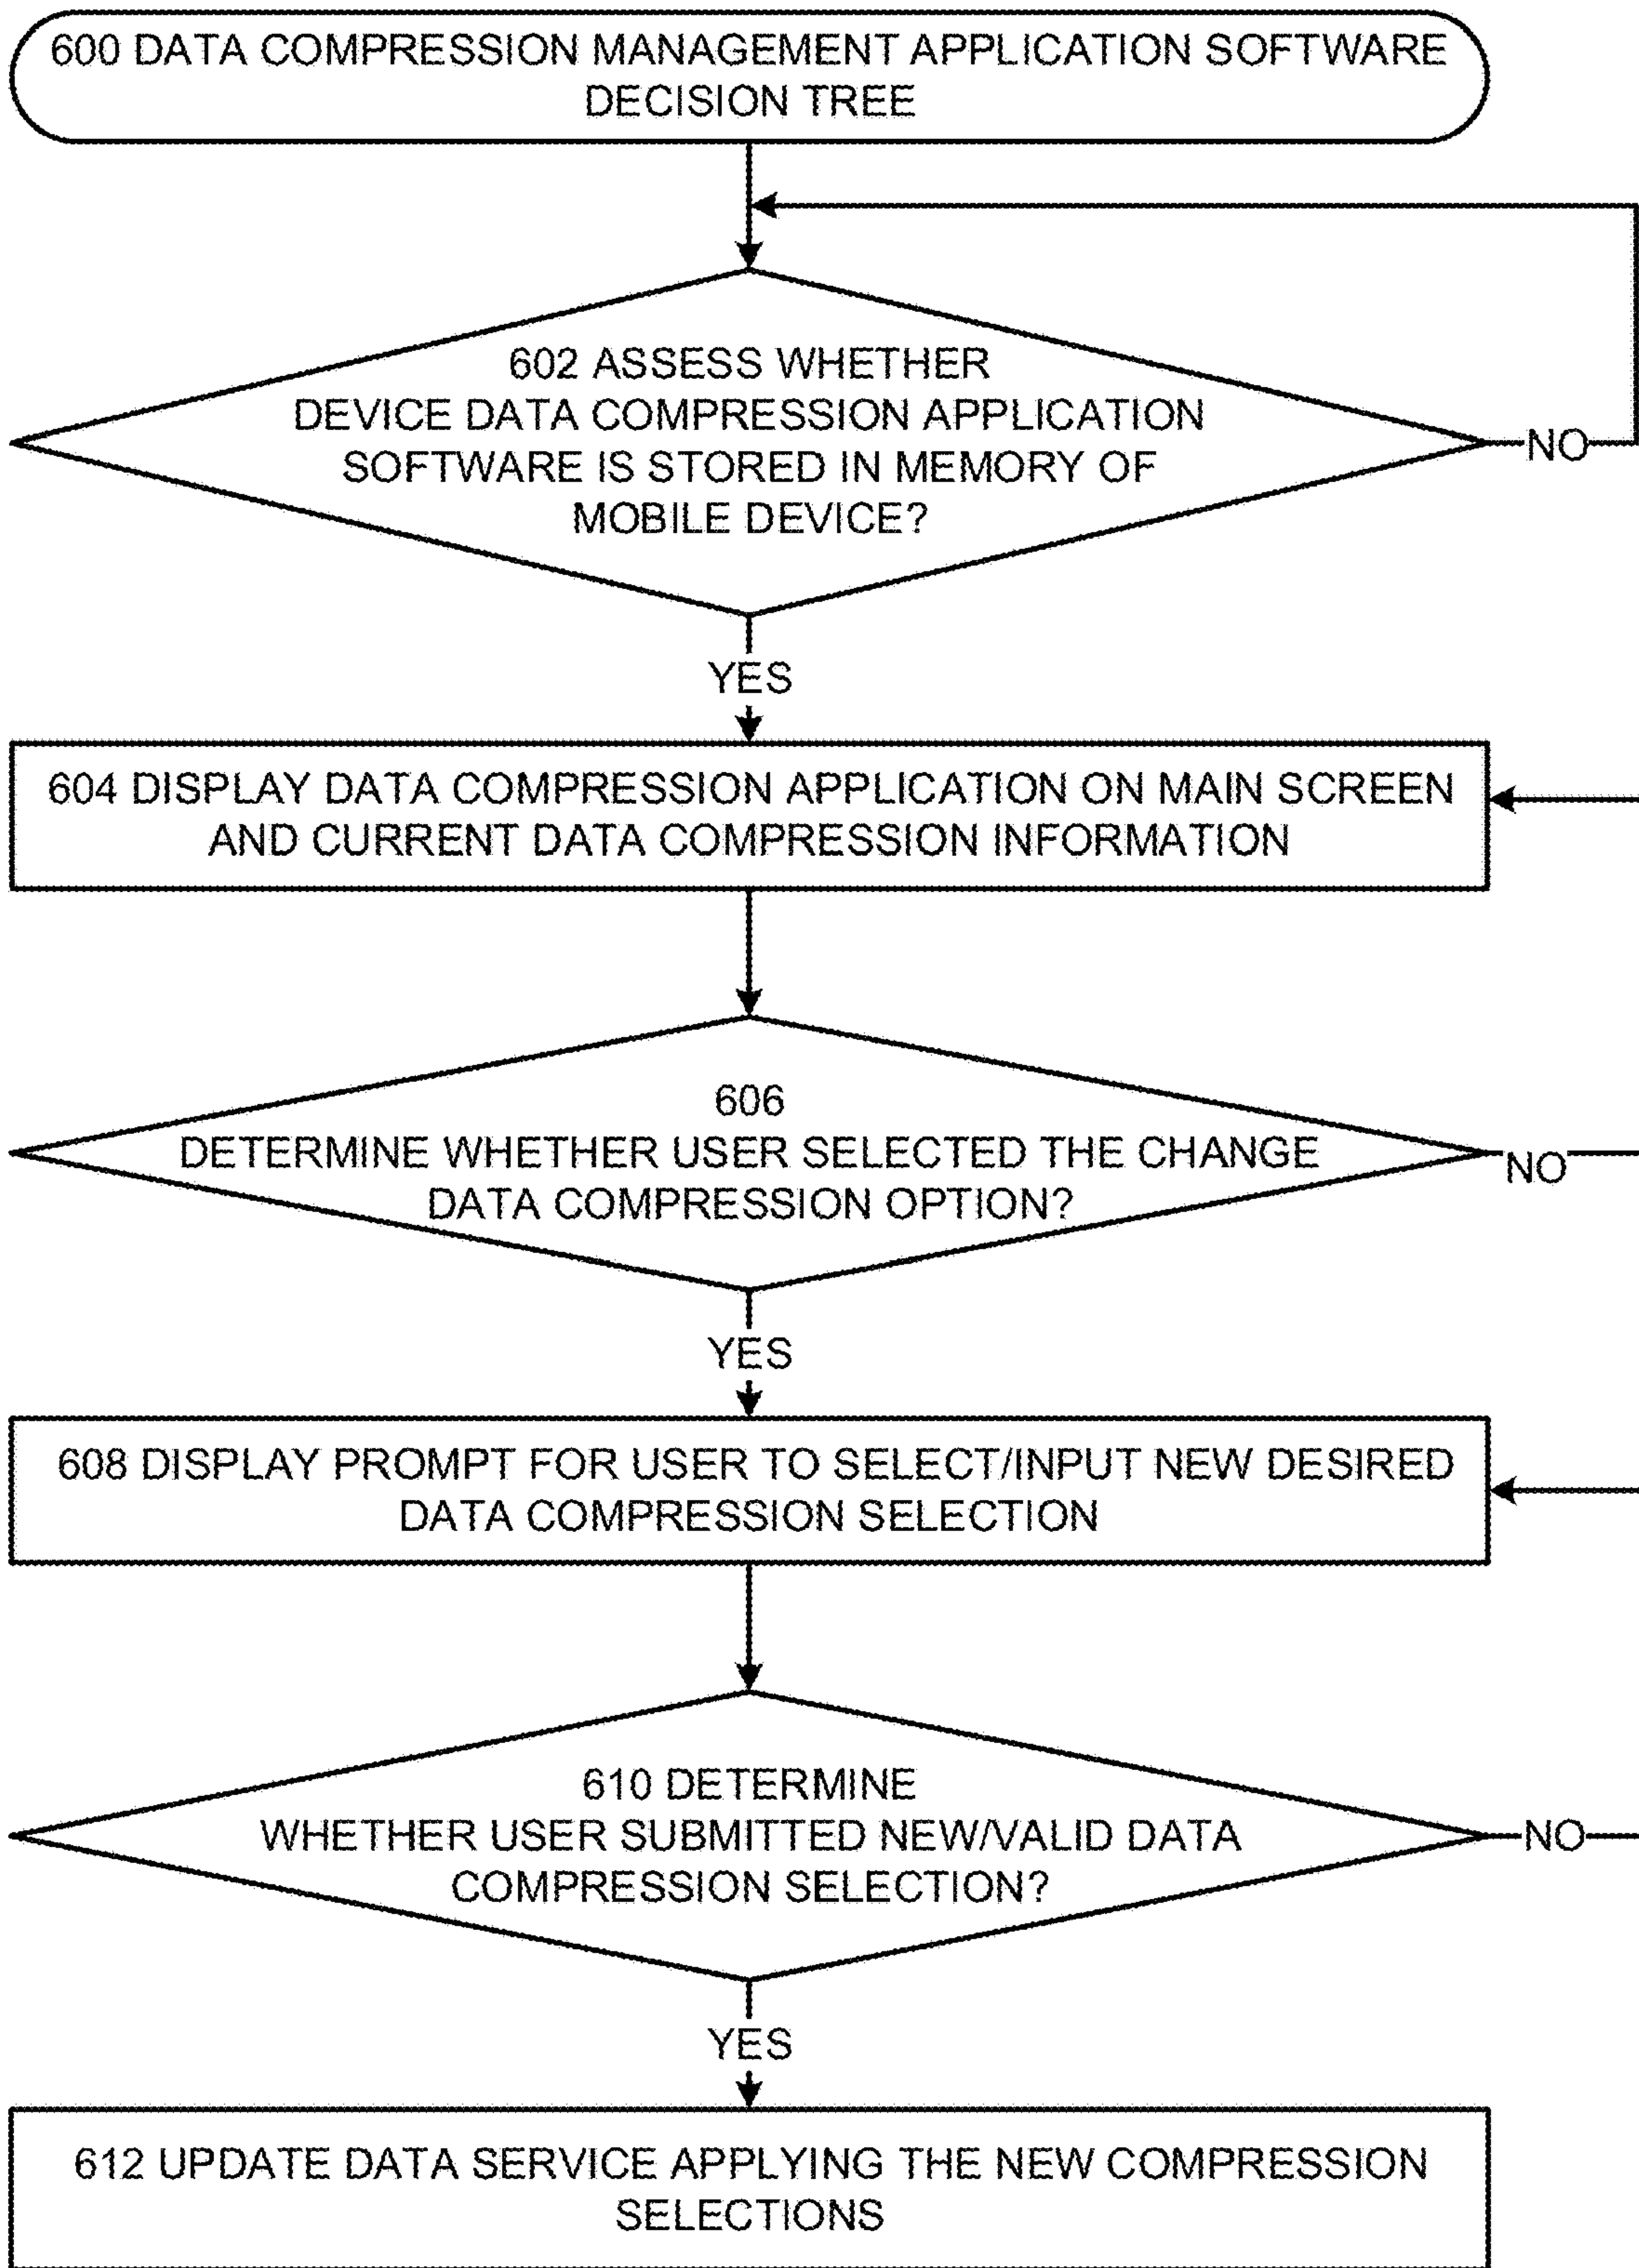 600 DATA COMPRESSION MANAGEMENT APPLICATION SOFTWARE
DECISION TREE
602 ASSESS WHETHER
DEVICE DATA COMPRESSION APPLICATION
SOFTWARE IS STORED IN MEMORY OF
MOBILE DEVICE?
NO
YES
604 DISPLAY DATA COMPRESSION APPLICATION ON MAIN SCREEN
AND CURRENT DATA COMPRESSION INFORMATION
606
DETERMINE WHETHER USER SELECTED THE CHANGE
DATA COMPRESSION OPTION?
NO
YES
608 DISPLAY PROMPT FOR USER TO SELECT/INPUT NEW DESIRED
DATA COMPRESSION SELECTION
610 DETERMINE
WHETHER USER SUBMITTED NEW/VALID DATA
COMPRESSION SELECTION?
NO
YES
612 UPDATE DATA SERVICE APPLYING THE NEW COMPRESSION
SELECTIONS